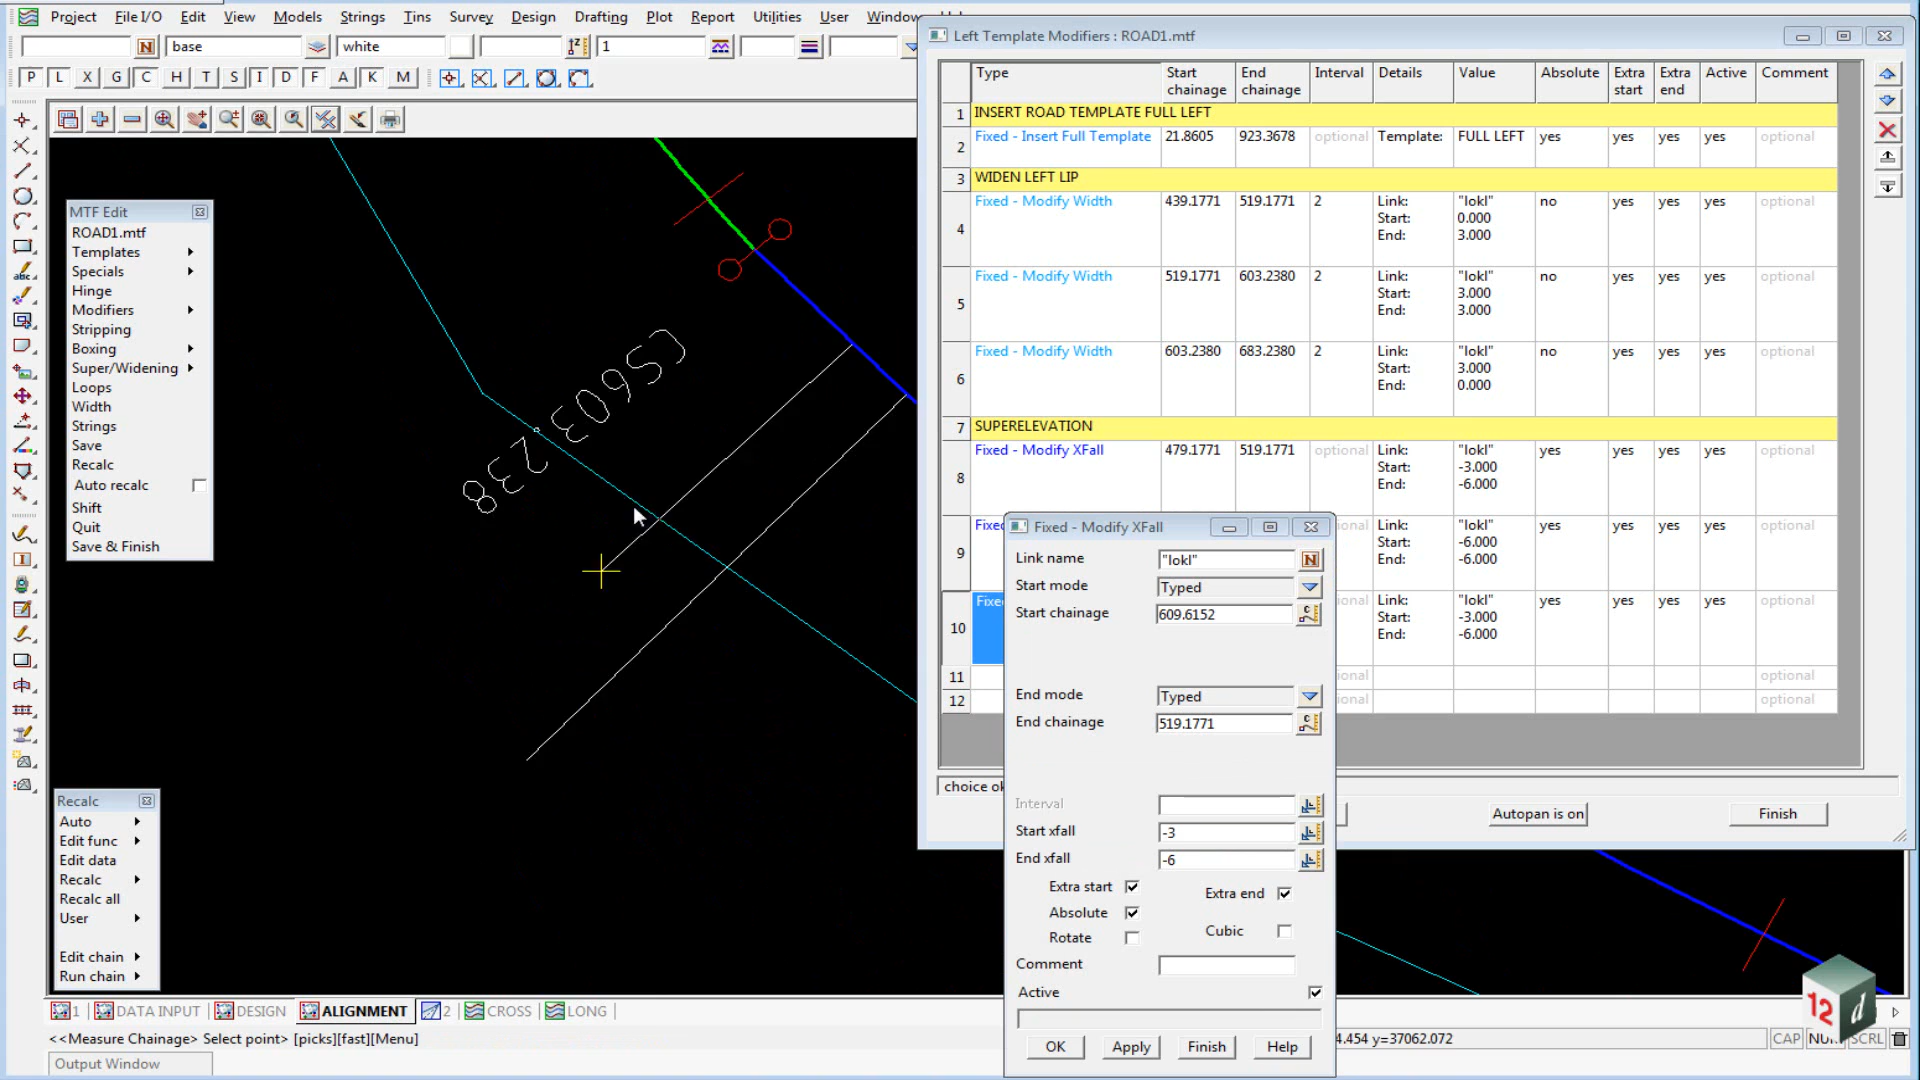 Project File I/O Edit View Models Strings Tins Survey Design Drafting Plot Report Utilities User Window
N base white 1
P L X G C H T S I D F A K M
Left Template Modifiers : ROAD1.mtf
Type Start chainage End chainage Interval Details Value Absolute Extra start Extra end Active Comment
1 INSERT ROAD TEMPLATE FULL LEFT
2 Fixed - Insert Full Template 21.8605 923.3678 optional Template: FULL LEFT yes yes yes yes optional
3 WIDEN LEFT LIP
4 Fixed - Modify Width 439.1771 519.1771 2 Link: "lokl" no yes yes yes optional
Start: 0.000
End: 3.000
5 Fixed - Modify Width 519.1771 603.2380 2 Link: "lokl" no yes yes yes optional
Start: 3.000
End: 3.000
6 Fixed - Modify Width 603.2380 683.2380 2 Link: "lokl" no yes yes yes optional
Start: 3.000
End: 0.000
7 SUPERELEVATION
8 Fixed - Modify XFall 479.1771 519.1771 optional Link: "lokl" yes yes yes yes optional
Start: -3.000
End: -6.000
9 Fixed Link: "lokl" yes yes yes yes optional
Start: -6.000
End: -6.000
10 Fixed Link: "lokl" yes yes yes yes optional
Start: -3.000
End: -6.000
11 optional
12 optional
choice ok
Autopan is on Finish
MTF Edit
ROAD1.mtf
Templates
Specials
Hinge
Modifiers
Stripping
Boxing
Super/Widening
Loops
Width
Strings
Save
Recalc
Auto recalc
Shift
Quit
Save & Finish
CS603.238
Recalc
Auto
Edit func
Edit data
Recalc
Recalc all
User
Edit chain
Run chain
Fixed - Modify XFall
Link name "lokl" N
Start mode Typed
Start chainage 609.6152
End mode Typed
End chainage 519.1771
Interval
Start xfall -3
End xfall -6
Extra start Extra end
Absolute
Rotate Cubic
Comment
Active
OK Apply Finish Help
1 DATA INPUT DESIGN ALIGNMENT 2 CROSS LONG
<<Measure Chainage> Select point> [picks][fast][Menu] 4.454 y=37062.072 CAP NUM SCRL
Output Window
12 d